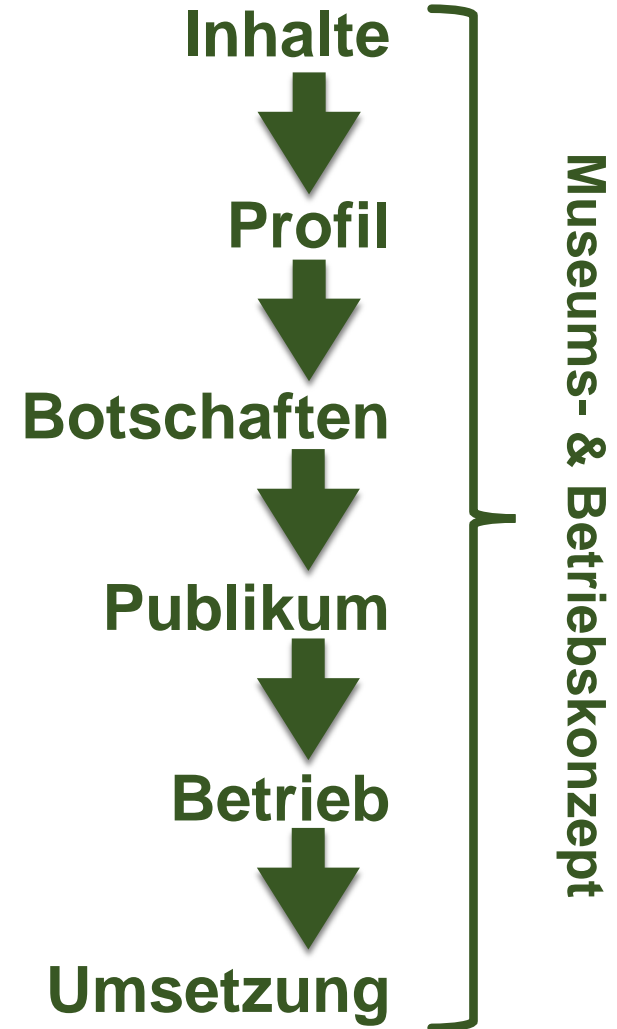 Inhalte
Profil
Botschaften
Publikum
Betrieb
Umsetzung
Museums- & Betriebskonzept